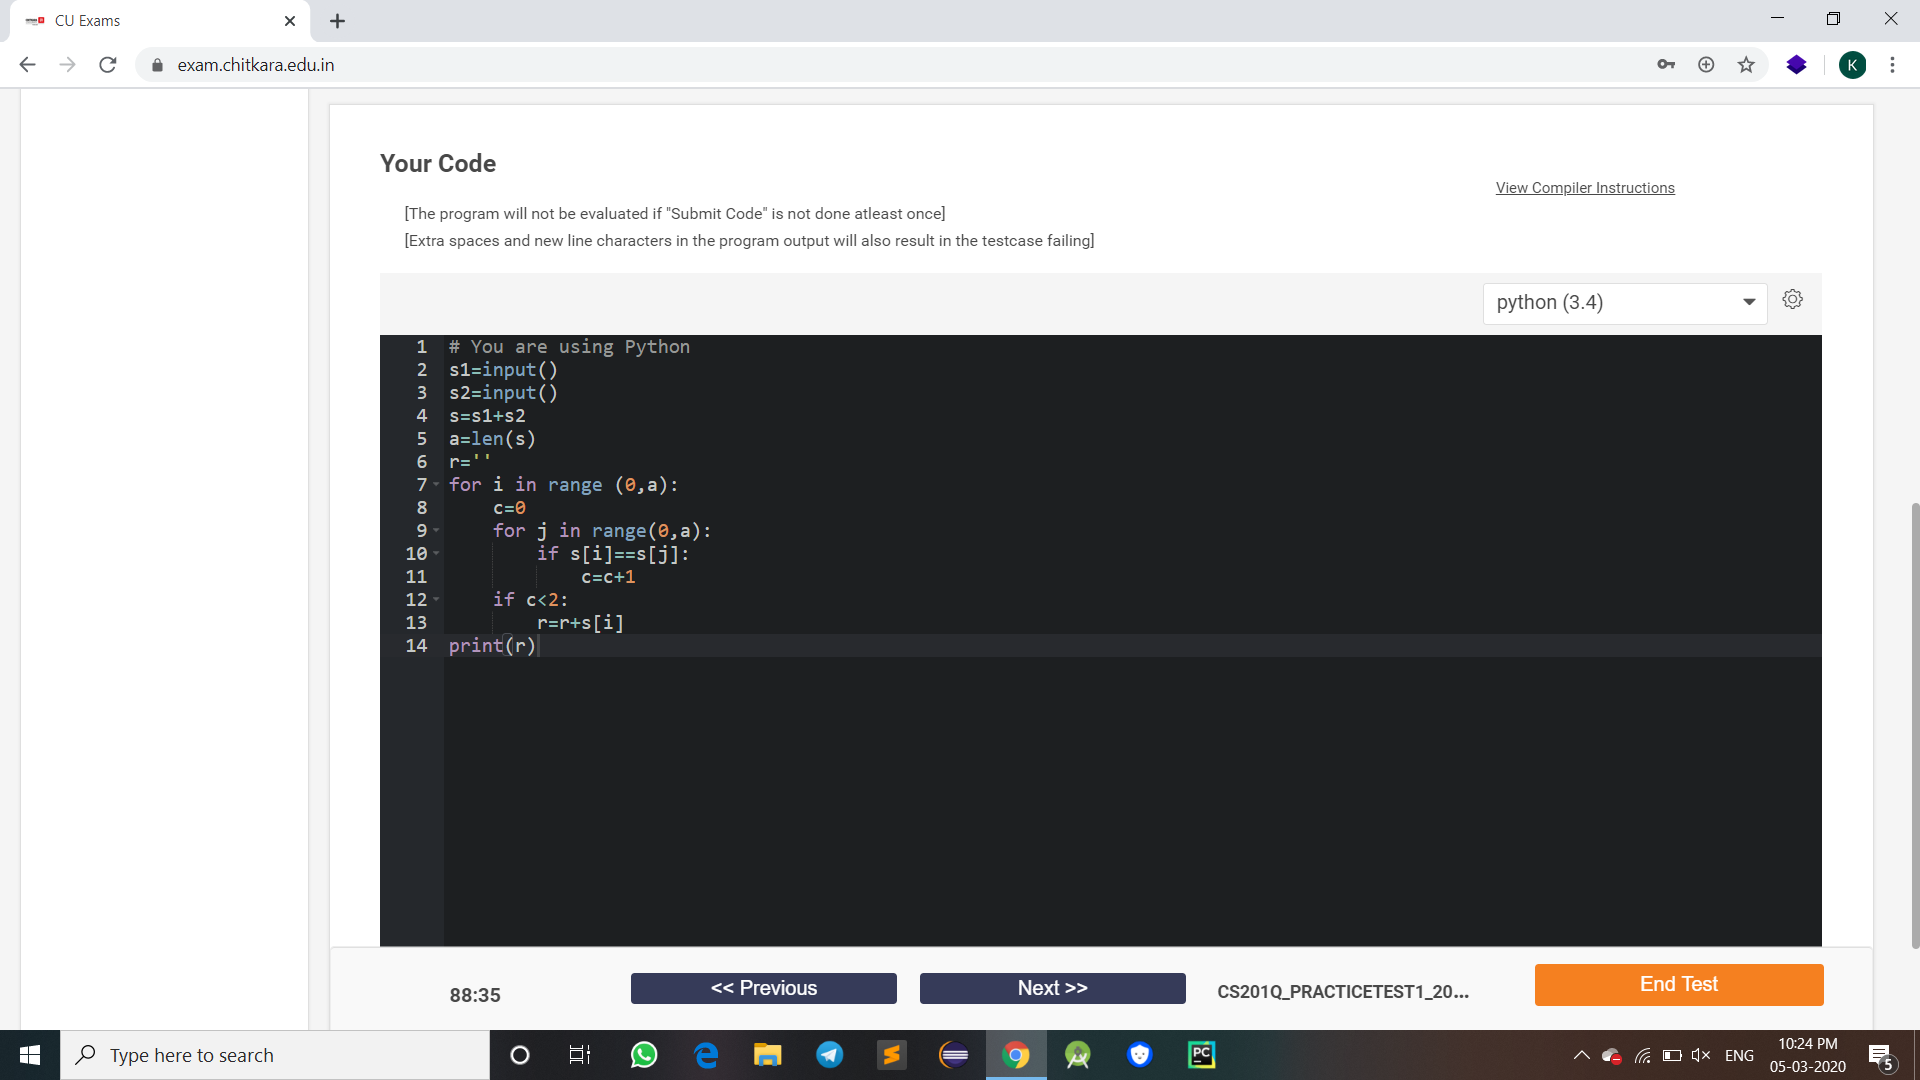 CU Exams
exam.chitkara.edu.in
K
Your Code
View Compiler Instructions
[The program will not be evaluated if "Submit Code" is not done atleast once]
[Extra spaces and new line characters in the program output will also result in the testcase failing]
python (3.4)
1 # You are using Python
2 s1=input()
3 s2=input()
4 s=s1+s2
5 a=len(s)
6 r=''
7 for i in range (0,a):
8     c=0
9     for j in range(0,a):
10         if s[i]==s[j]:
11             c=c+1
12     if c<2:
13         r=r+s[i]
14 print(r)
88:35
<< Previous
Next >>
CS201Q_PRACTICETEST1_20...
End Test
Type here to search
PC
ENG
10:24 PM
05-03-2020
5